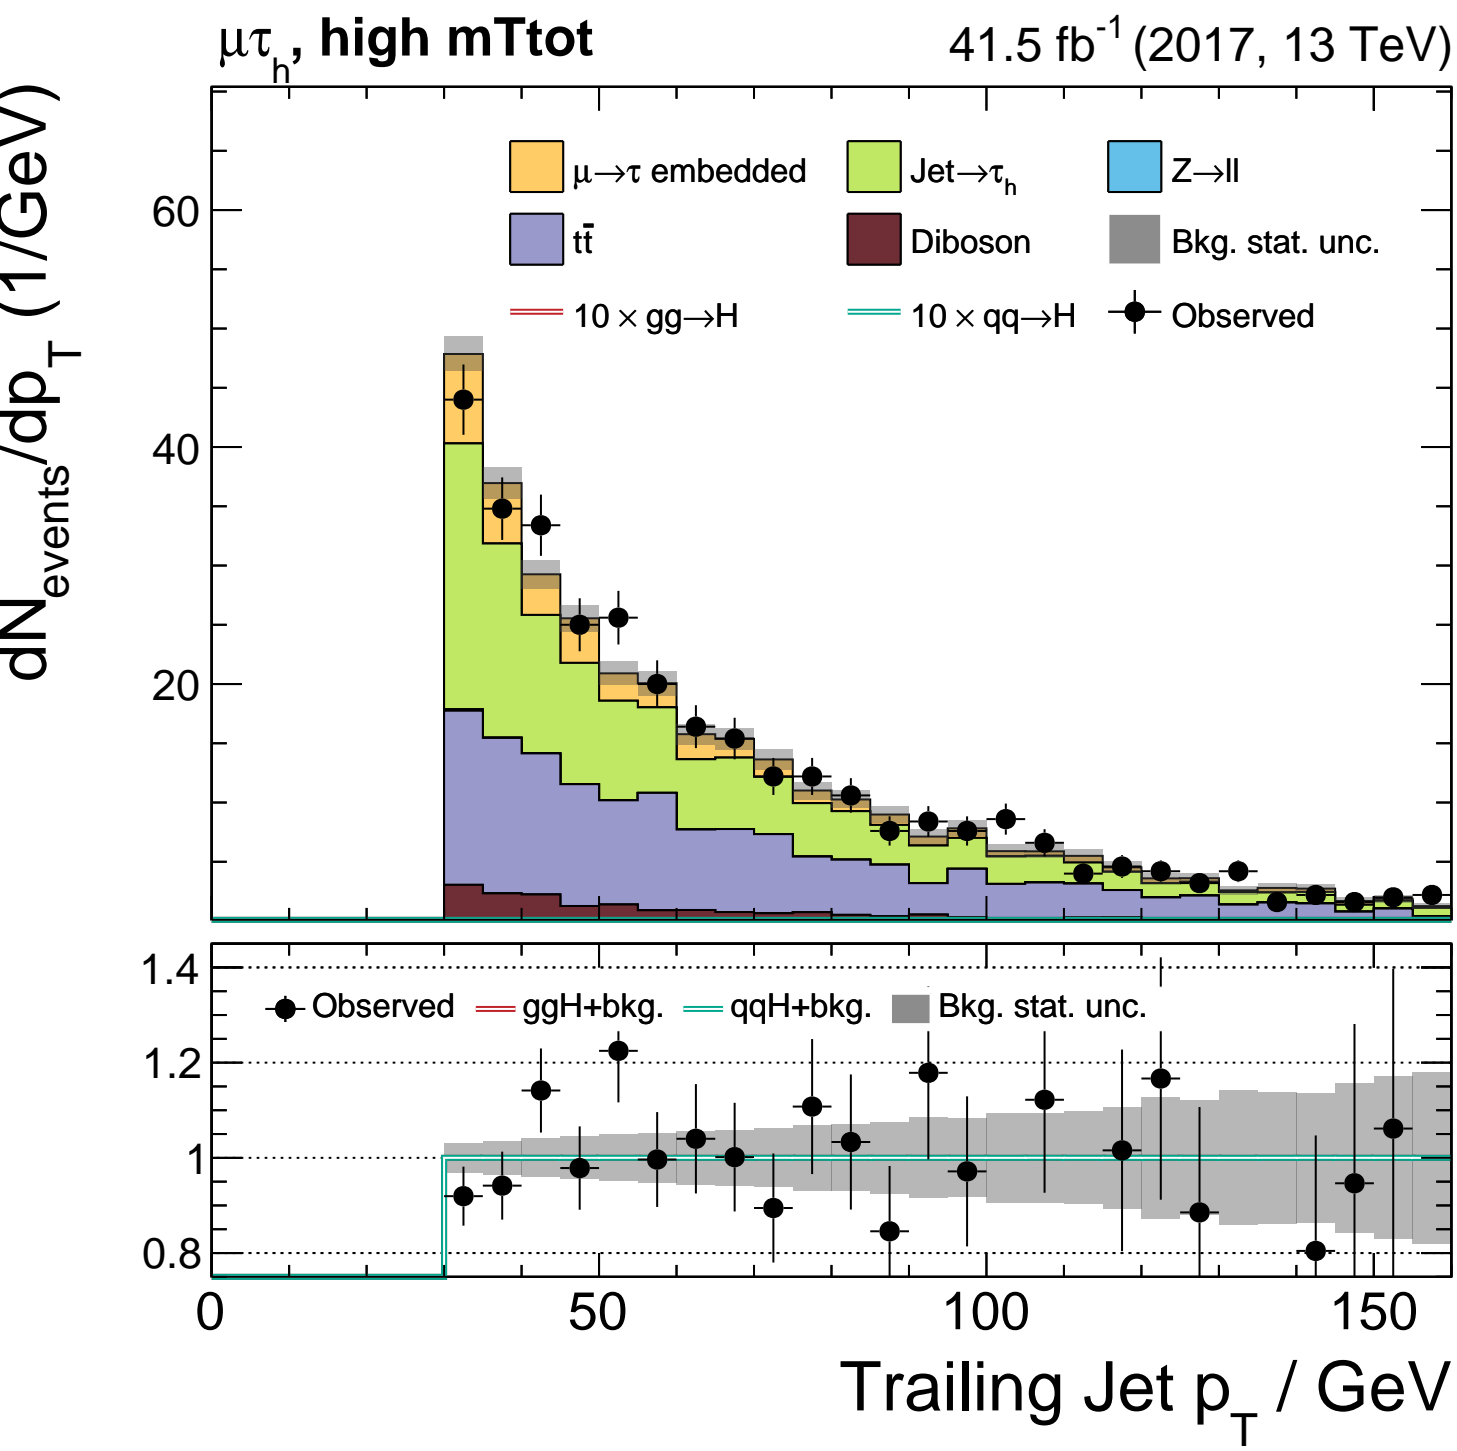 μτh, high mTtot 41.5 fb-1 (2017, 13 TeV)
dNevents/dpT (1/GeV)
60
40
20
μ→τ embedded Jet→τh Z→ll
tt̄ Diboson Bkg. stat. unc.
10 × gg→H 10 × qq→H Observed
1.4
1.2
1
0.8
Observed ggH+bkg. qqH+bkg. Bkg. stat. unc.
0 50 100 150
Trailing Jet pT / GeV